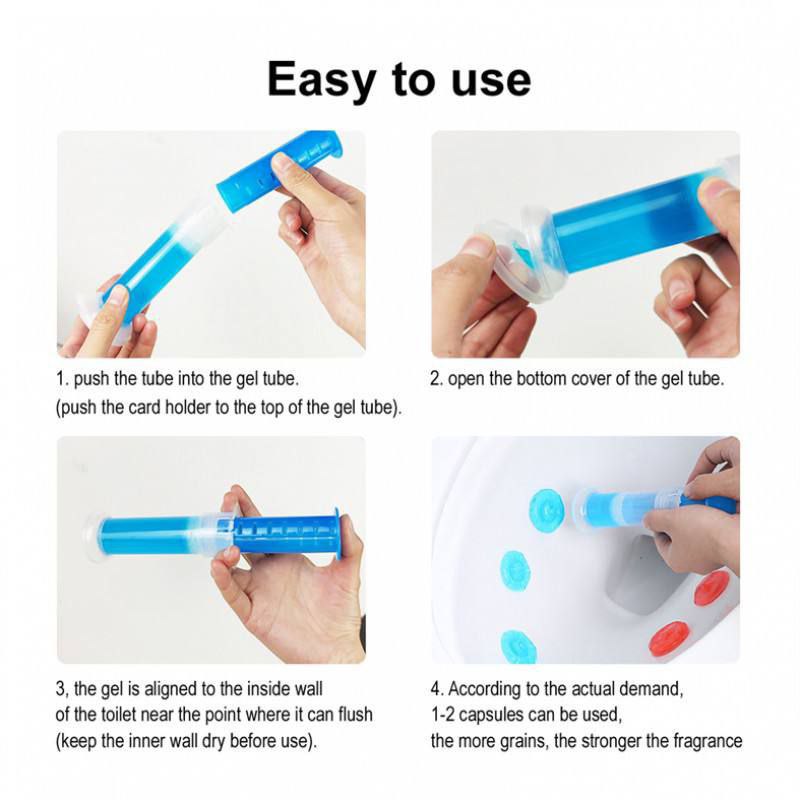 Easy to use
1. push the tube into the gel tube.
(push the card holder to the top of the gel tube).
2. open the bottom cover of the gel tube.
3, the gel is aligned to the inside wall
of the toilet near the point where it can flush
(keep the inner wall dry before use).
4. According to the actual demand,
1-2 capsules can be used,
the more grains, the stronger the fragrance